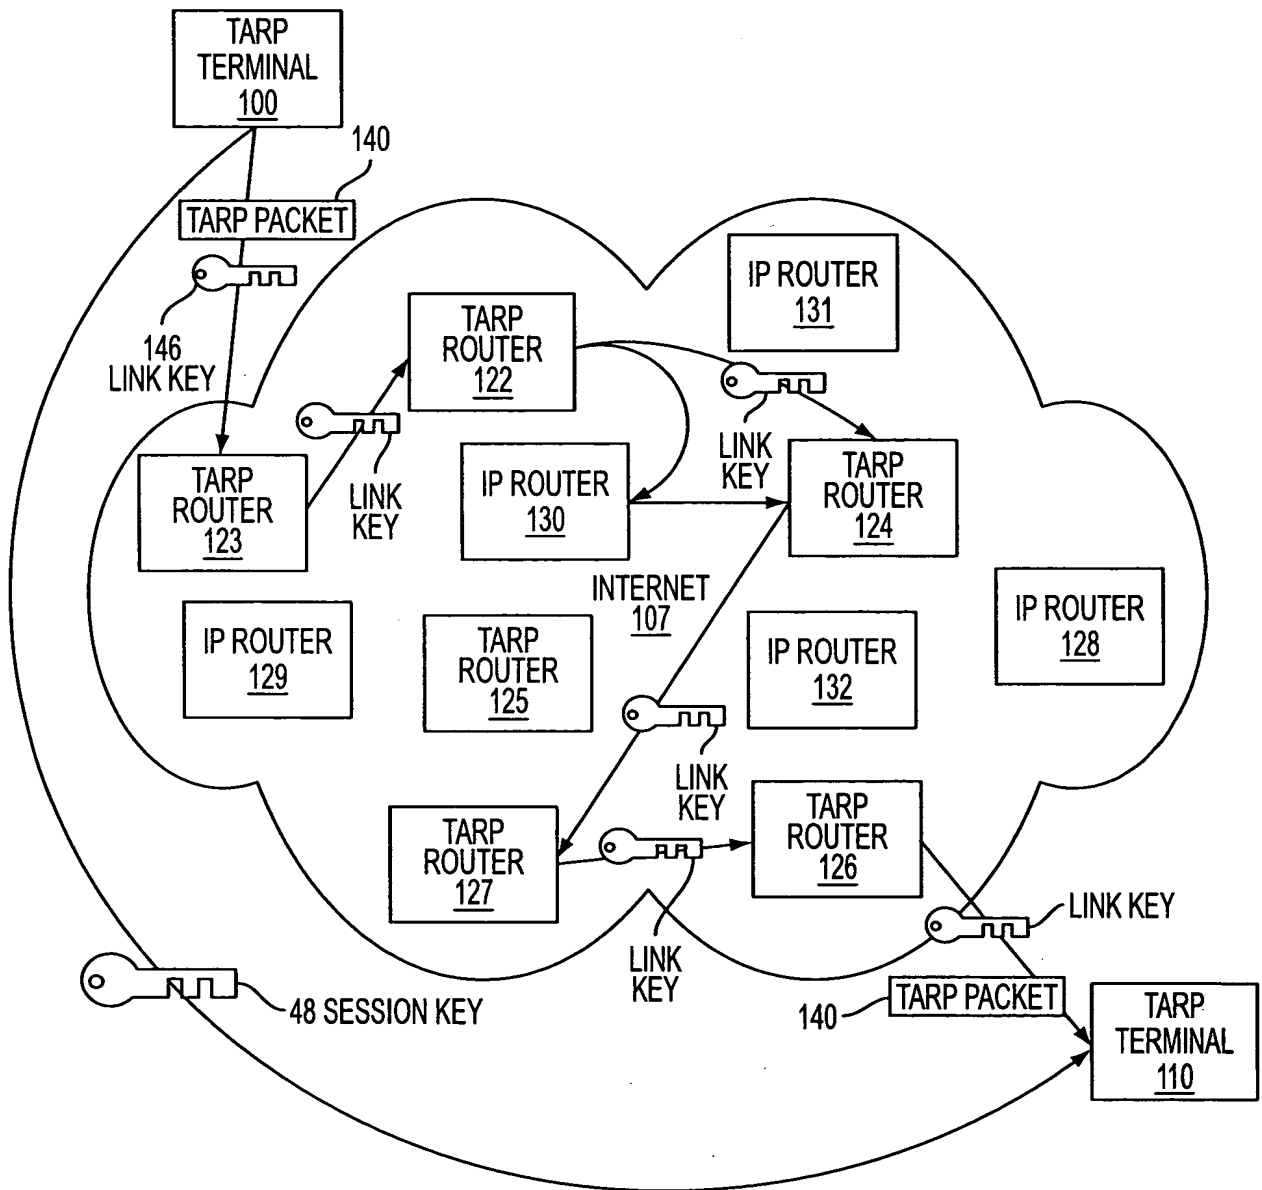 TARP
TERMINAL
100
140
TARP PACKET
146
LINK KEY
IP ROUTER
131
TARP
ROUTER
122
LINK
KEY
LINK
KEY
TARP
ROUTER
123
IP ROUTER
130
TARP
ROUTER
124
INTERNET
107
IP ROUTER
129
TARP
ROUTER
125
IP ROUTER
132
IP ROUTER
128
LINK
KEY
TARP
ROUTER
127
TARP
ROUTER
126
LINK
KEY
LINK KEY
48 SESSION KEY
140
TARP PACKET
TARP
TERMINAL
110